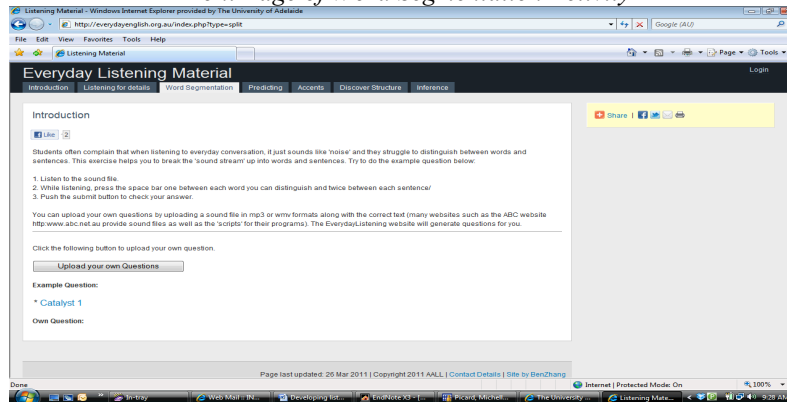 Listening Material - Windows Internet Explorer provided by The University of Adelaide
http://everydayenglish.org.au/index.php?type=split
Google (AU)
File Edit View Favorites Tools Help
Listening Material
Page Tools
Everyday Listening Material
Login
Introduction Listening for details Word Segmentation Predicting Accents Discover Structure Inference
Introduction
Share
Like 2
Students often complain that when listening to everyday conversation, it just sounds like 'noise' and they struggle to distinguish between words and
sentences. This exercise helps you to break the 'sound stream' up into words and sentences. Try to do the example question below:
1. Listen to the sound file.
2. While listening, press the space bar one between each word you can distinguish and twice between each sentence/
3. Push the submit button to check your answer.
You can upload your own questions by uploading a sound file in mp3 or wmv formats along with the correct text (many websites such as the ABC website
http:www.abc.net.au provide sound files as well as the 'scripts' for their programs). The EverydayListening website will generate questions for you.
Click the following button to upload your own question.
Upload your own Questions
Example Question:
* Catalyst 1
Own Question:
Page last updated: 26 Mar 2011 | Copyright 2011 AALL | Contact Details | Site by BenZhang
Done
Internet | Protected Mode: On
100%
In-tray
Web Mail :: IN...
Developing list...
EndNote X3 - [...
Picard, Michell...
The University ...
Listening Mate...
9:28 AM